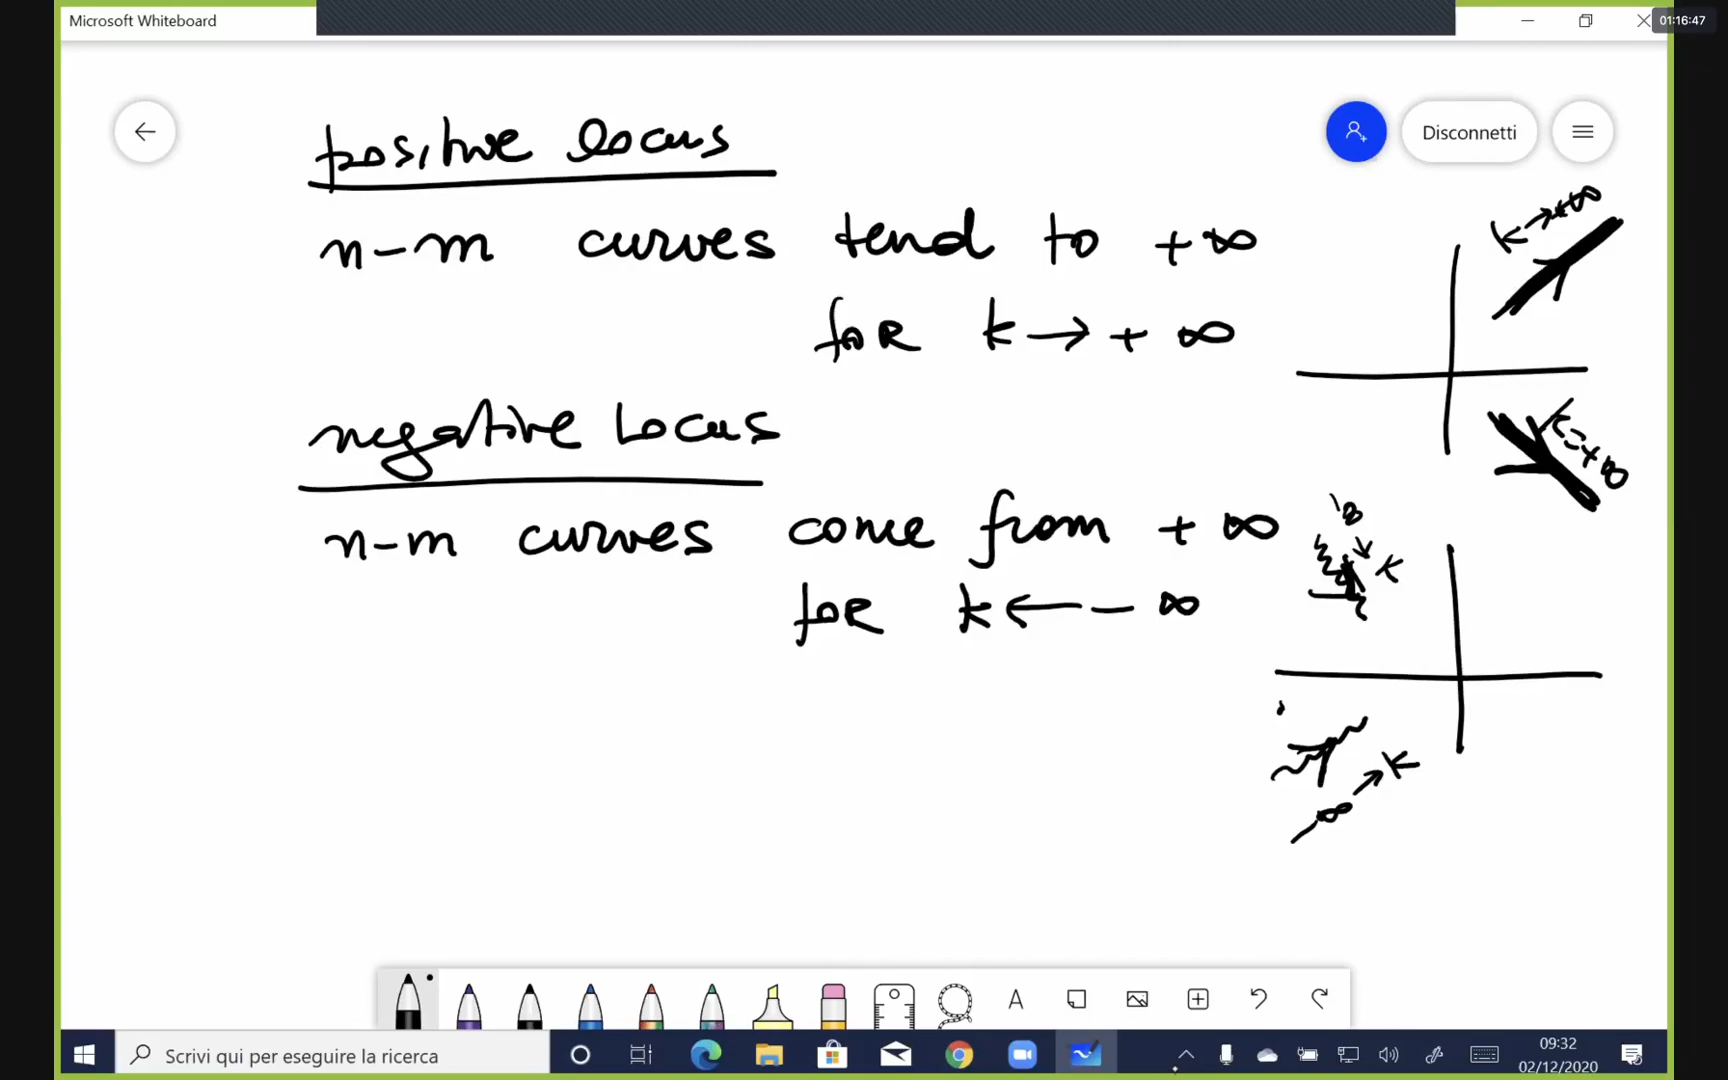 Microsoft Whiteboard
01:16:47
Disconnetti
positive locus
n-m curves tend to +∞
for k → + ∞
K → +∞
negative Locus
K → + ∞
n-m curves come from + ∞
for k ← - ∞
-∞ → K
-∞ → K
A
Scrivi qui per eseguire la ricerca
09:32
02/12/2020